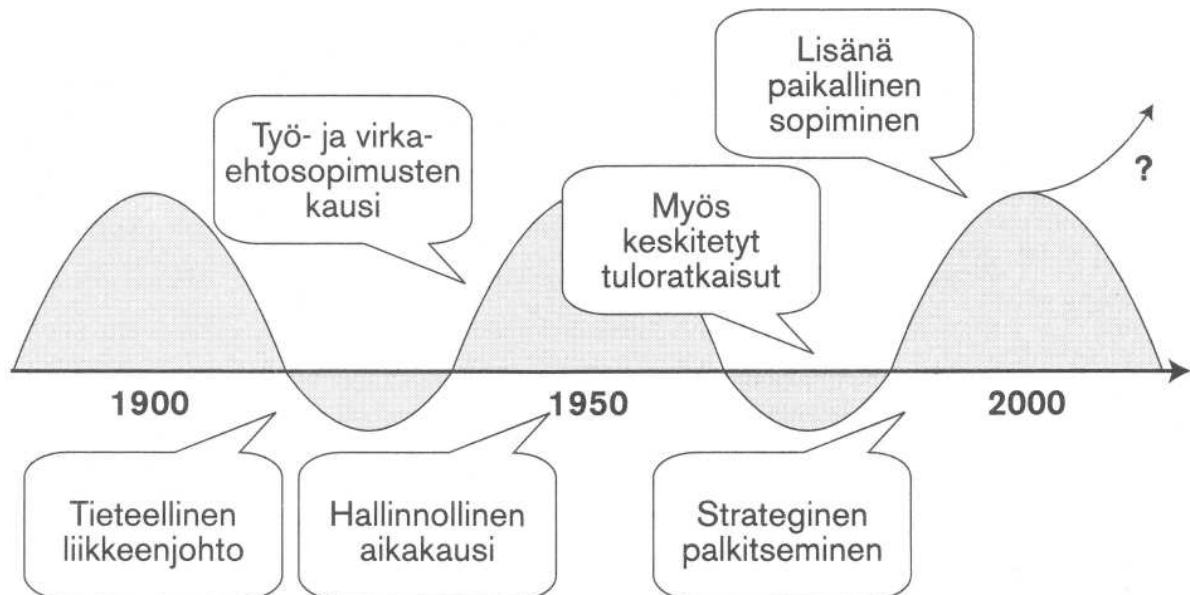 Lisänä
paikallinen
sopiminen
Työ- ja virka-
ehtosopimusten
kausi
?
Myös
keskitetyt
tuloratkaisut
1900
1950
2000
Tieteellinen
liikkeenjohto
Hallinnollinen
aikakausi
Strateginen
palkitseminen